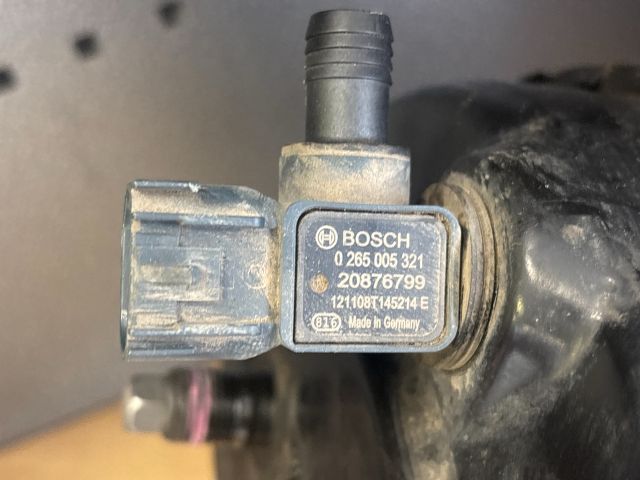 BOSCH
0 265 005 321
20876799
121108T145214 E
816 Made in Germany